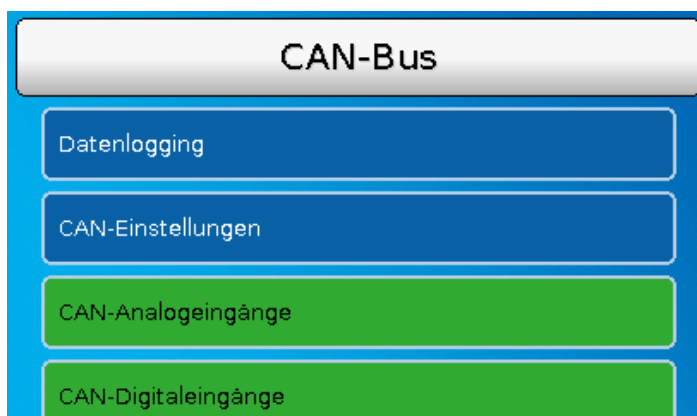 CAN-Bus
Datenlogging
CAN-Einstellungen
CAN-Analogeingänge
CAN-Digitaleingänge